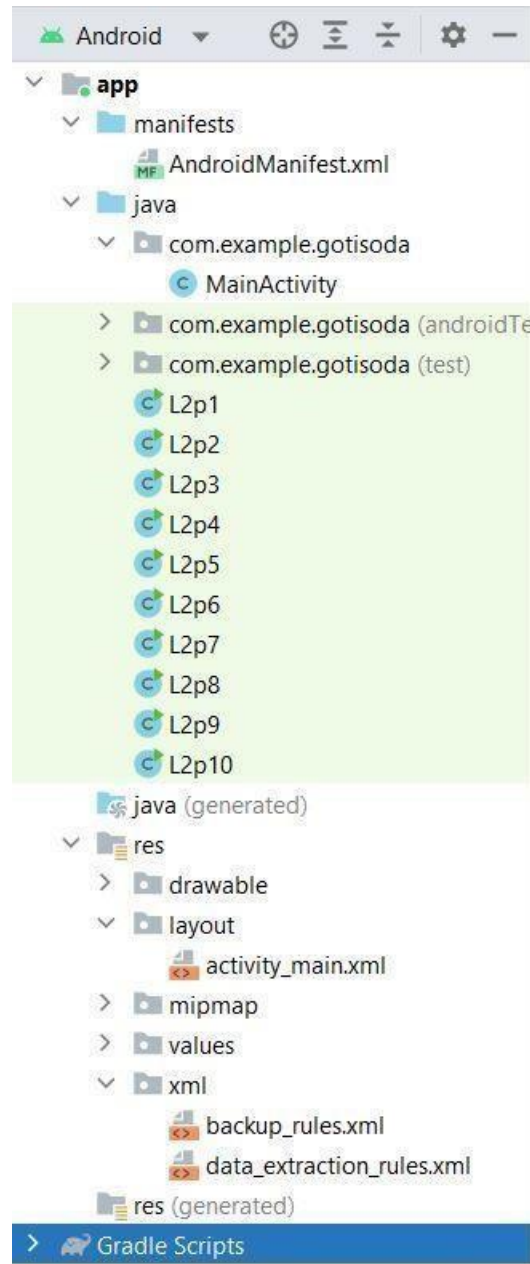 Android
app
manifests
MF AndroidManifest.xml
java
com.example.gotisoda
C MainActivity
com.example.gotisoda (androidTe
com.example.gotisoda (test)
C L2p1
C L2p2
C L2p3
C L2p4
C L2p5
C L2p6
C L2p7
C L2p8
C L2p9
C L2p10
java (generated)
res
drawable
layout
activity_main.xml
mipmap
values
xml
backup_rules.xml
data_extraction_rules.xml
res (generated)
Gradle Scripts